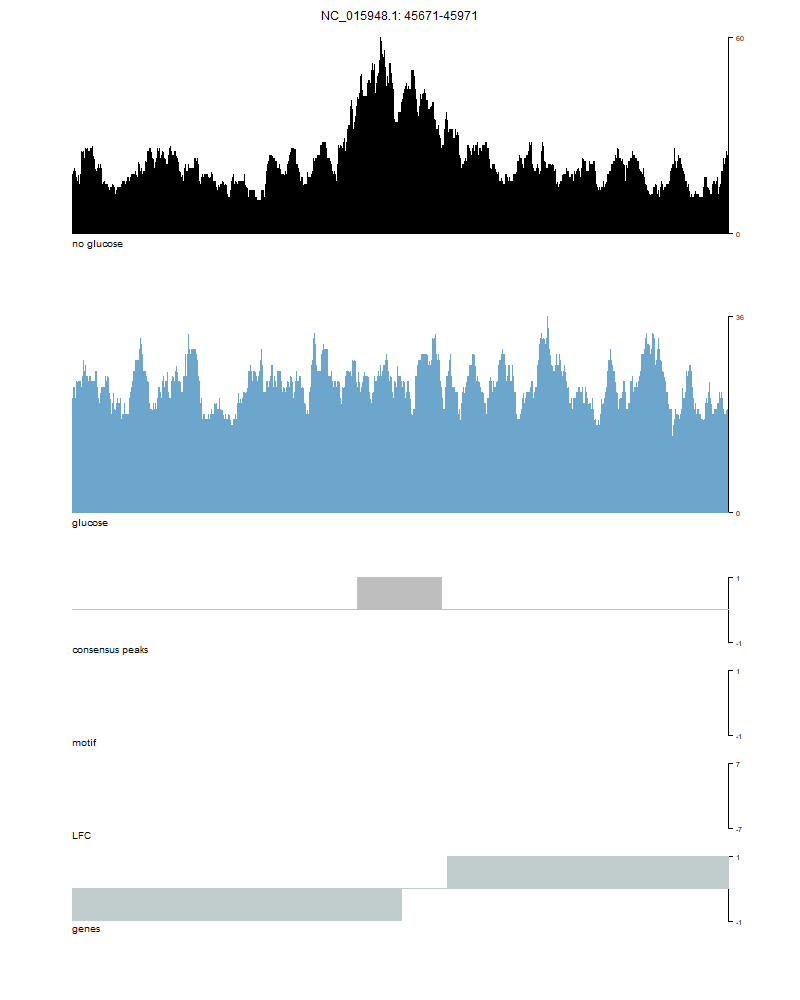 NC_015948.1: 45671-45971
60
0
no glucose
36
0
glucose
1
-1
consensus peaks
1
-1
motif
7
-7
LFC
1
-1
genes